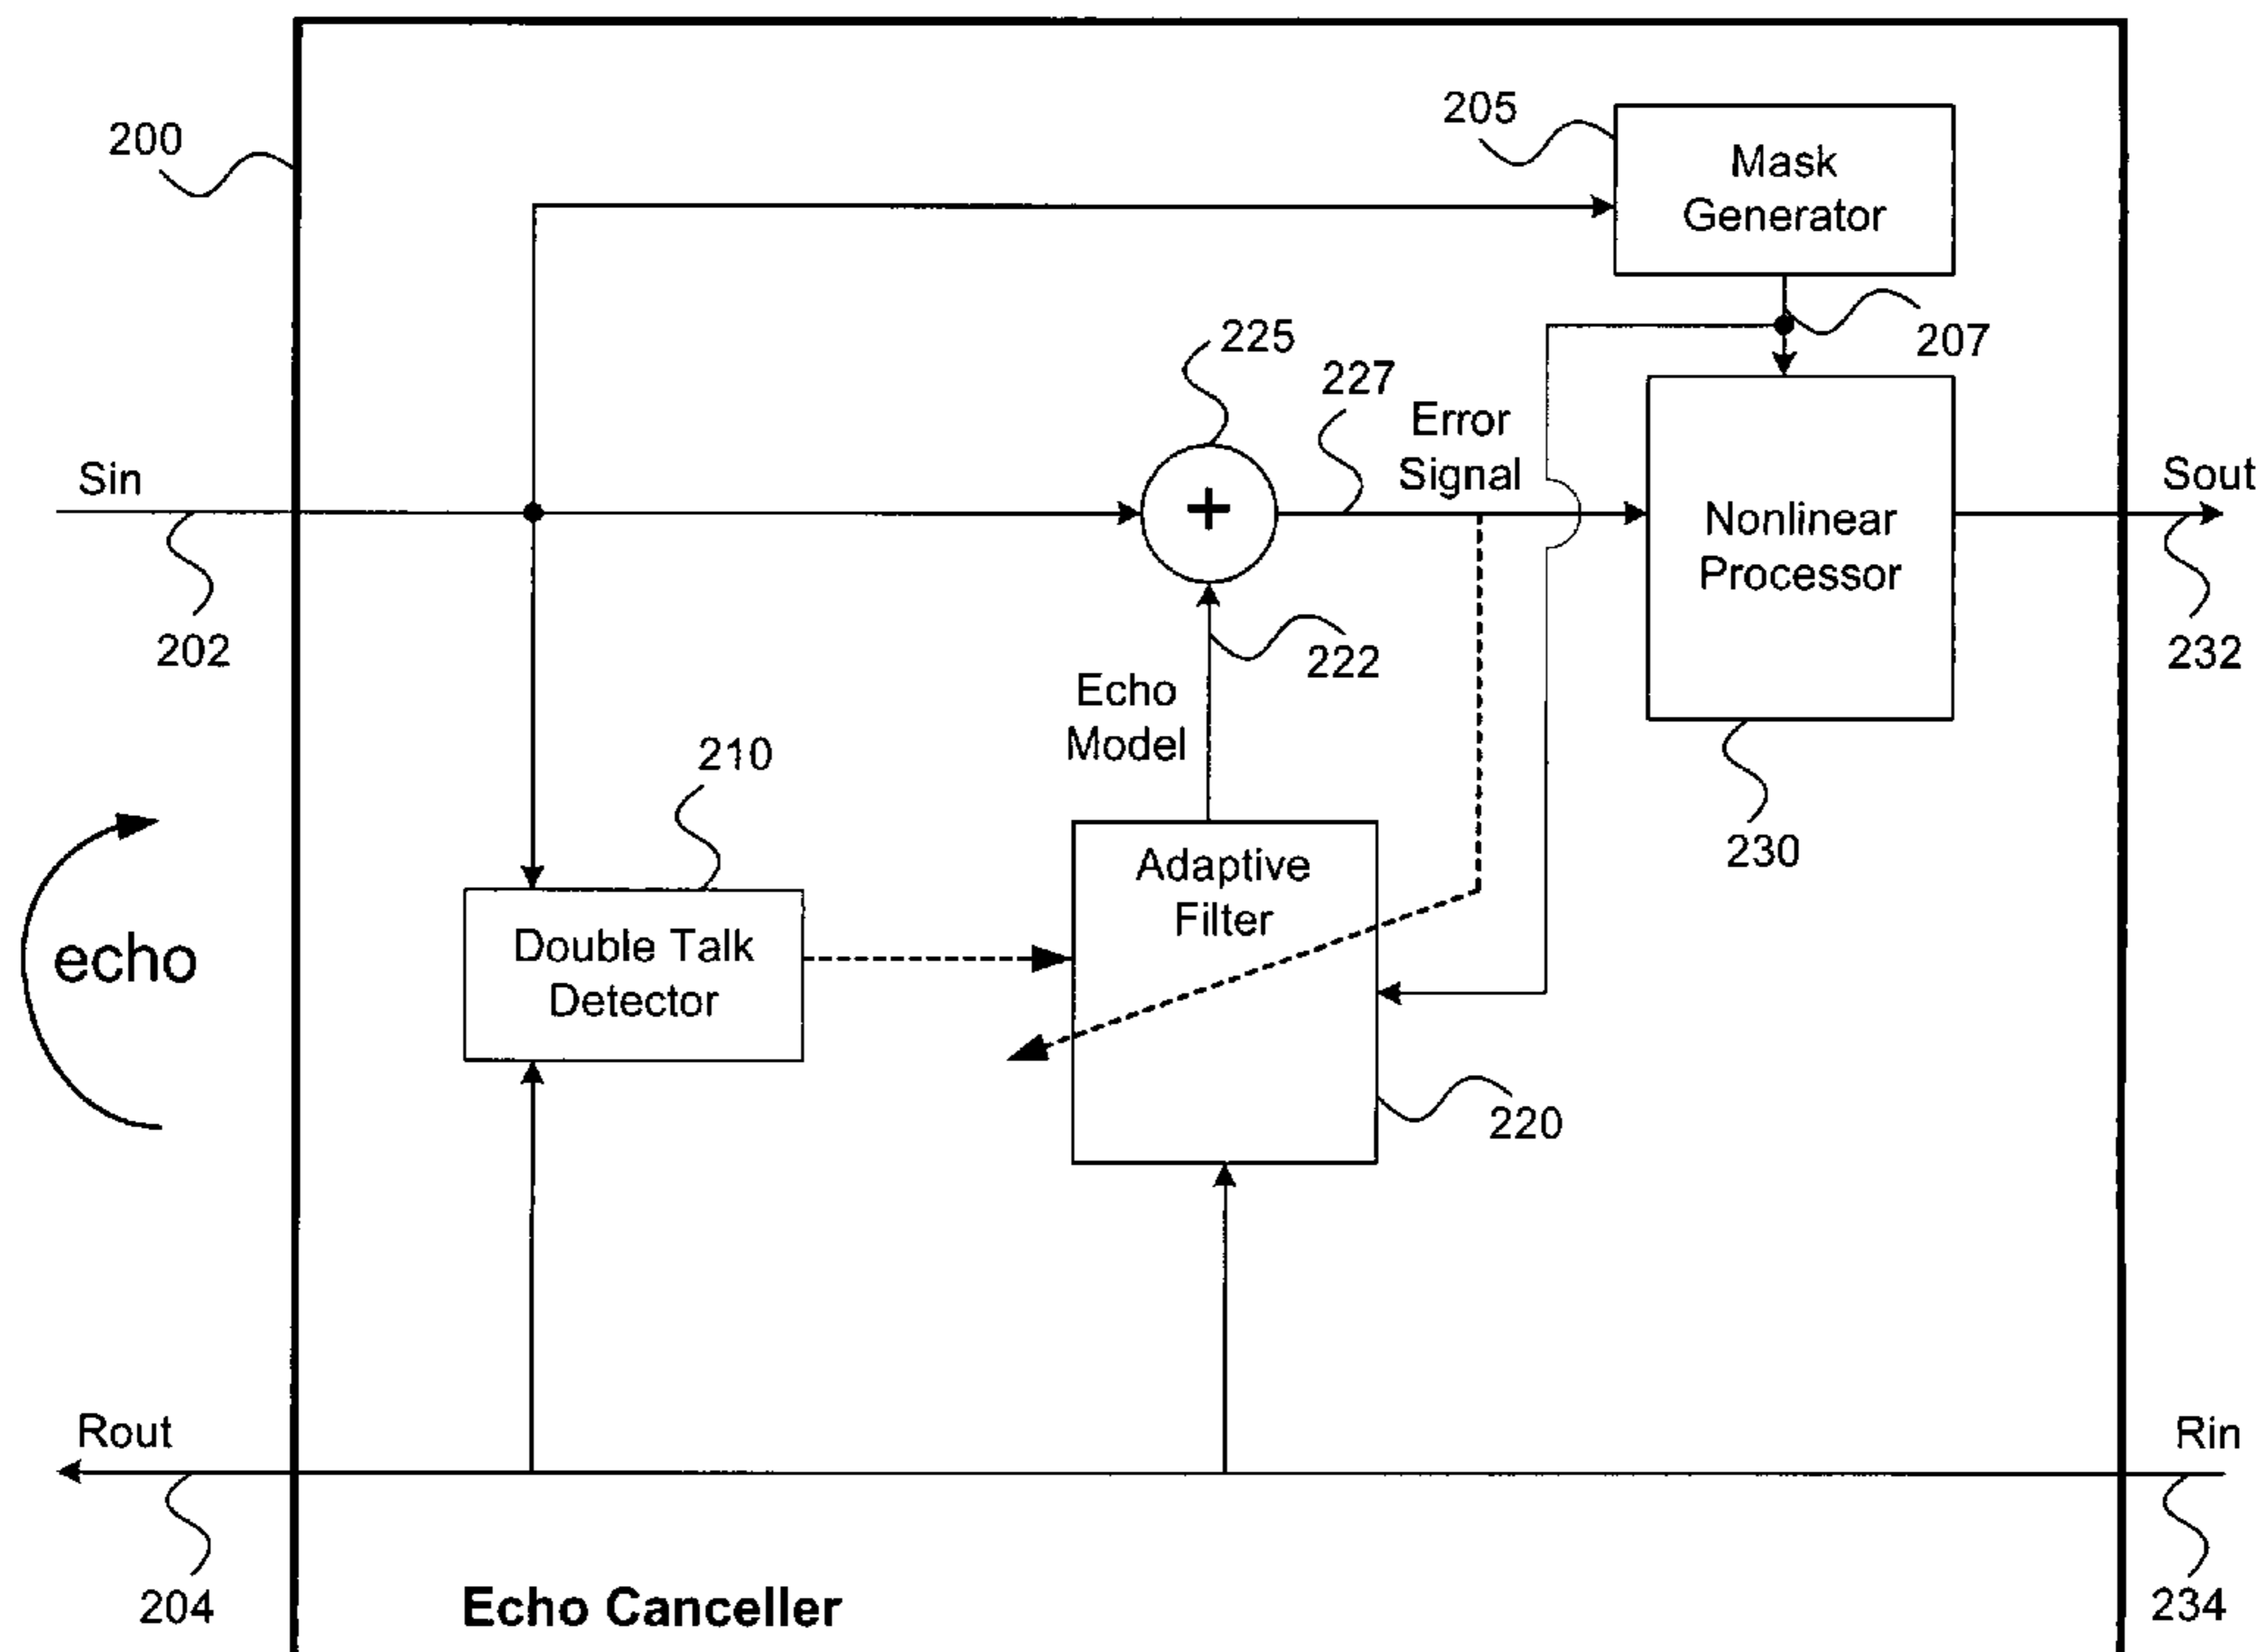 200
205
Mask
Generator
207
225
227
Error
Signal
Sin
202
+
Nonlinear
Processor
Sout
232
222
Echo
Model
210
230
echo
Double Talk
Detector
Adaptive
Filter
220
Rout
204
Rin
234
Echo Canceller